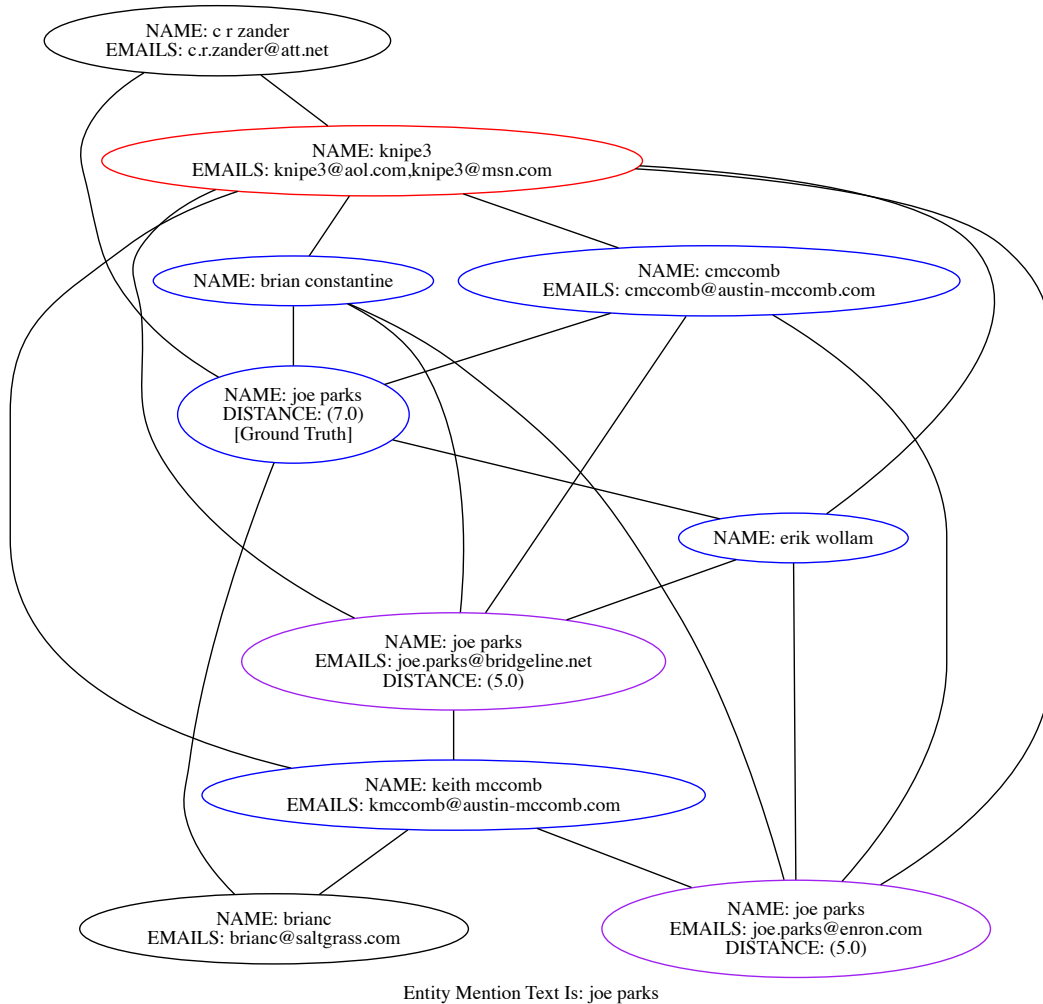 NAME: c r zander
EMAILS: c.r.zander@att.net
NAME: knipe3
EMAILS: knipe3@aol.com,knipe3@msn.com
NAME: brian constantine
NAME: cmccomb
EMAILS: cmccomb@austin-mccomb.com
NAME: joe parks
DISTANCE: (7.0)
[Ground Truth]
NAME: erik wollam
NAME: joe parks
EMAILS: joe.parks@bridgeline.net
DISTANCE: (5.0)
NAME: keith mccomb
EMAILS: kmccomb@austin-mccomb.com
NAME: brianc
EMAILS: brianc@saltgrass.com
NAME: joe parks
EMAILS: joe.parks@enron.com
DISTANCE: (5.0)
Entity Mention Text Is: joe parks